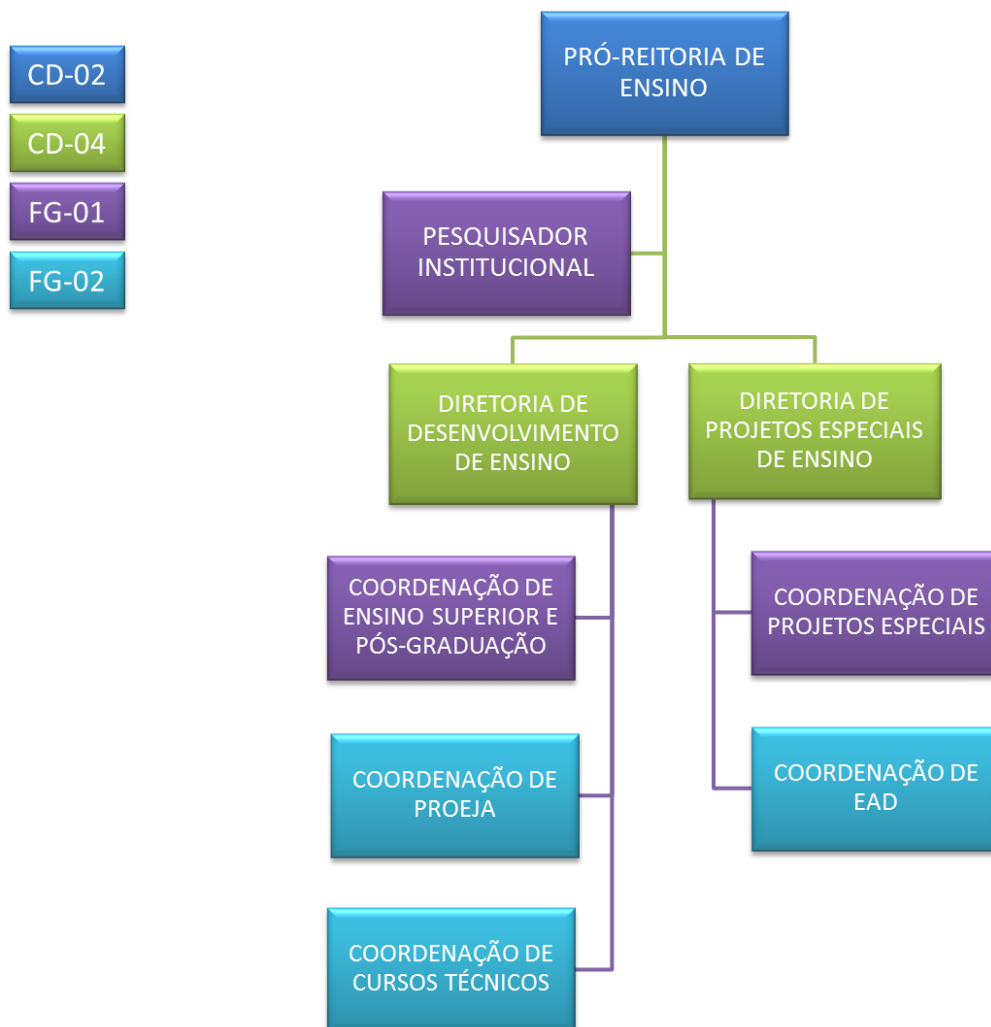 CD-02
CD-04
FG-01
FG-02
PRÓ-REITORIA DE
ENSINO
PESQUISADOR
INSTITUCIONAL
DIRETORIA DE
DESENVOLVIMENTO
DE ENSINO
DIRETORIA DE
PROJETOS ESPECIAIS
DE ENSINO
COORDENAÇÃO DE
ENSINO SUPERIOR E
PÓS-GRADUAÇÃO
COORDENAÇÃO DE
PROJETOS ESPECIAIS
COORDENAÇÃO DE
PROEJA
COORDENAÇÃO DE
EAD
COORDENAÇÃO DE
CURSOS TÉCNICOS